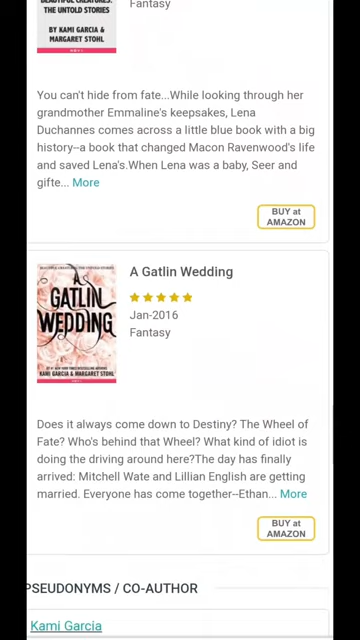 BEAUTIFUL CREATURES:
THE UNTOLD STORIES
BY KAMI GARCIA &
MARGARET STOHL
Fantasy
You can't hide from fate...While looking through her
grandmother Emmaline's keepsakes, Lena
Duchannes comes across a little blue book with a big
history--a book that changed Macon Ravenwood's life
and saved Lena's.When Lena was a baby, Seer and
gifte... More
BUY at
AMAZON
A GATLIN
WEDDING
KAMI GARCIA & MARGARET STOHL
A Gatlin Wedding
Jan-2016
Fantasy
Does it always come down to Destiny? The Wheel of
Fate? Who's behind that Wheel? What kind of idiot is
doing the driving around here?The day has finally
arrived: Mitchell Wate and Lillian English are getting
married. Everyone has come together--Ethan... More
BUY at
AMAZON
PSEUDONYMS / CO-AUTHOR
Kami Garcia